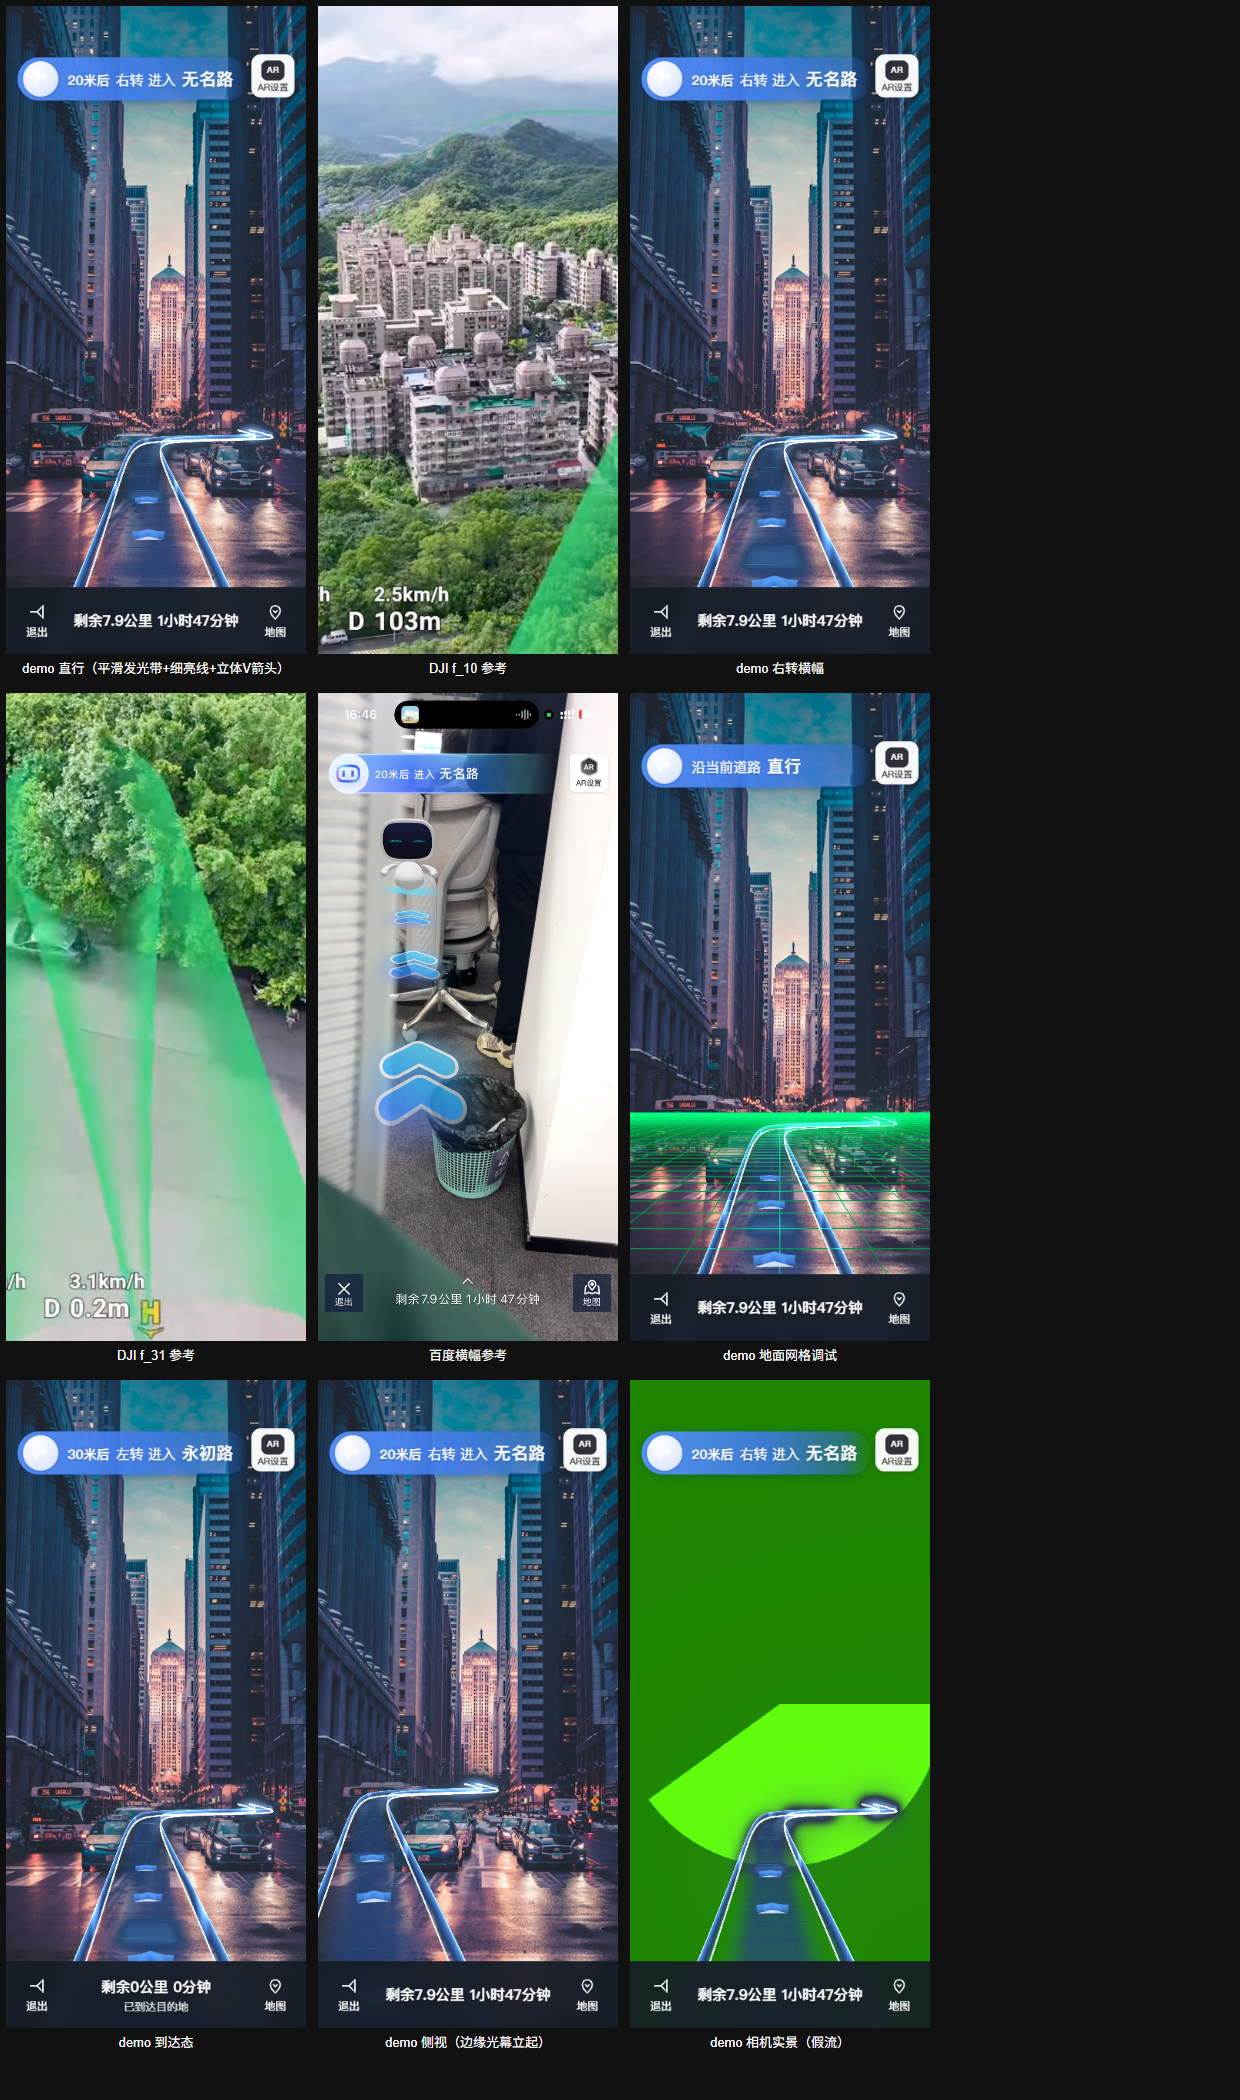 20米后 右转 进入 无名路
AR
AR设置
LASALLE
退出
剩余7.9公里 1小时47分钟
地图
demo 直行（平滑发光带+细亮线+立体V箭头）
/h
2.5km/h
D 103m
DJI f_10 参考
20米后 右转 进入 无名路
AR
AR设置
LASALLE
退出
剩余7.9公里 1小时47分钟
地图
demo 右转横幅
/h
3.1km/h
D 0.2m H
DJI f_31 参考
16:46
20米后 进入 无名路
AR
AR设置
退出
剩余7.9公里 1小时 47分钟
地图
百度横幅参考
沿当前道路 直行
AR
AR设置
LASALLE
退出
剩余7.9公里 1小时47分钟
地图
demo 地面网格调试
30米后 左转 进入 永初路
AR
AR设置
LASALLE
退出
剩余0公里 0分钟
已到达目的地
地图
demo 到达态
20米后 右转 进入 无名路
AR
AR设置
退出
剩余7.9公里 1小时47分钟
地图
demo 侧视（边缘光幕立起）
20米后 右转 进入 无名路
AR
AR设置
退出
剩余7.9公里 1小时47分钟
地图
demo 相机实景（假流）